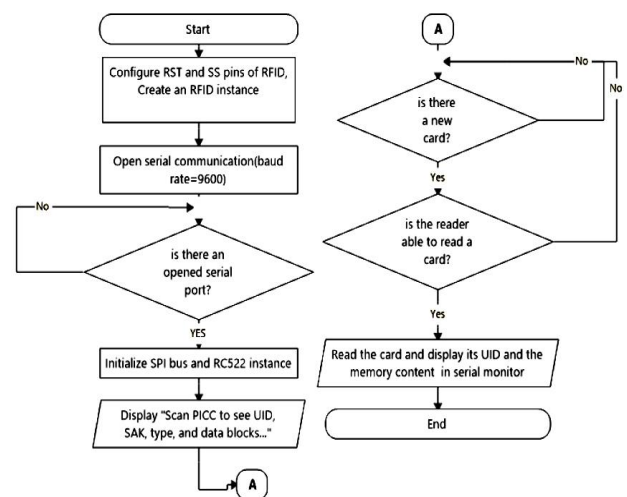 Start
Configure RST and SS pins of RFID,
Create an RFID instance
Open serial communication(baud
rate=9600)
No
is there an
opened serial
port?
YES
Initialize SPI bus and RC522 instance
Display "Scan PICC to see UID,
SAK, type, and data blocks..."
A
A
No
No
is there
a new
card?
Yes
is the reader
able to read a
card?
Yes
Read the card and display its UID and the
memory content in serial monitor
End